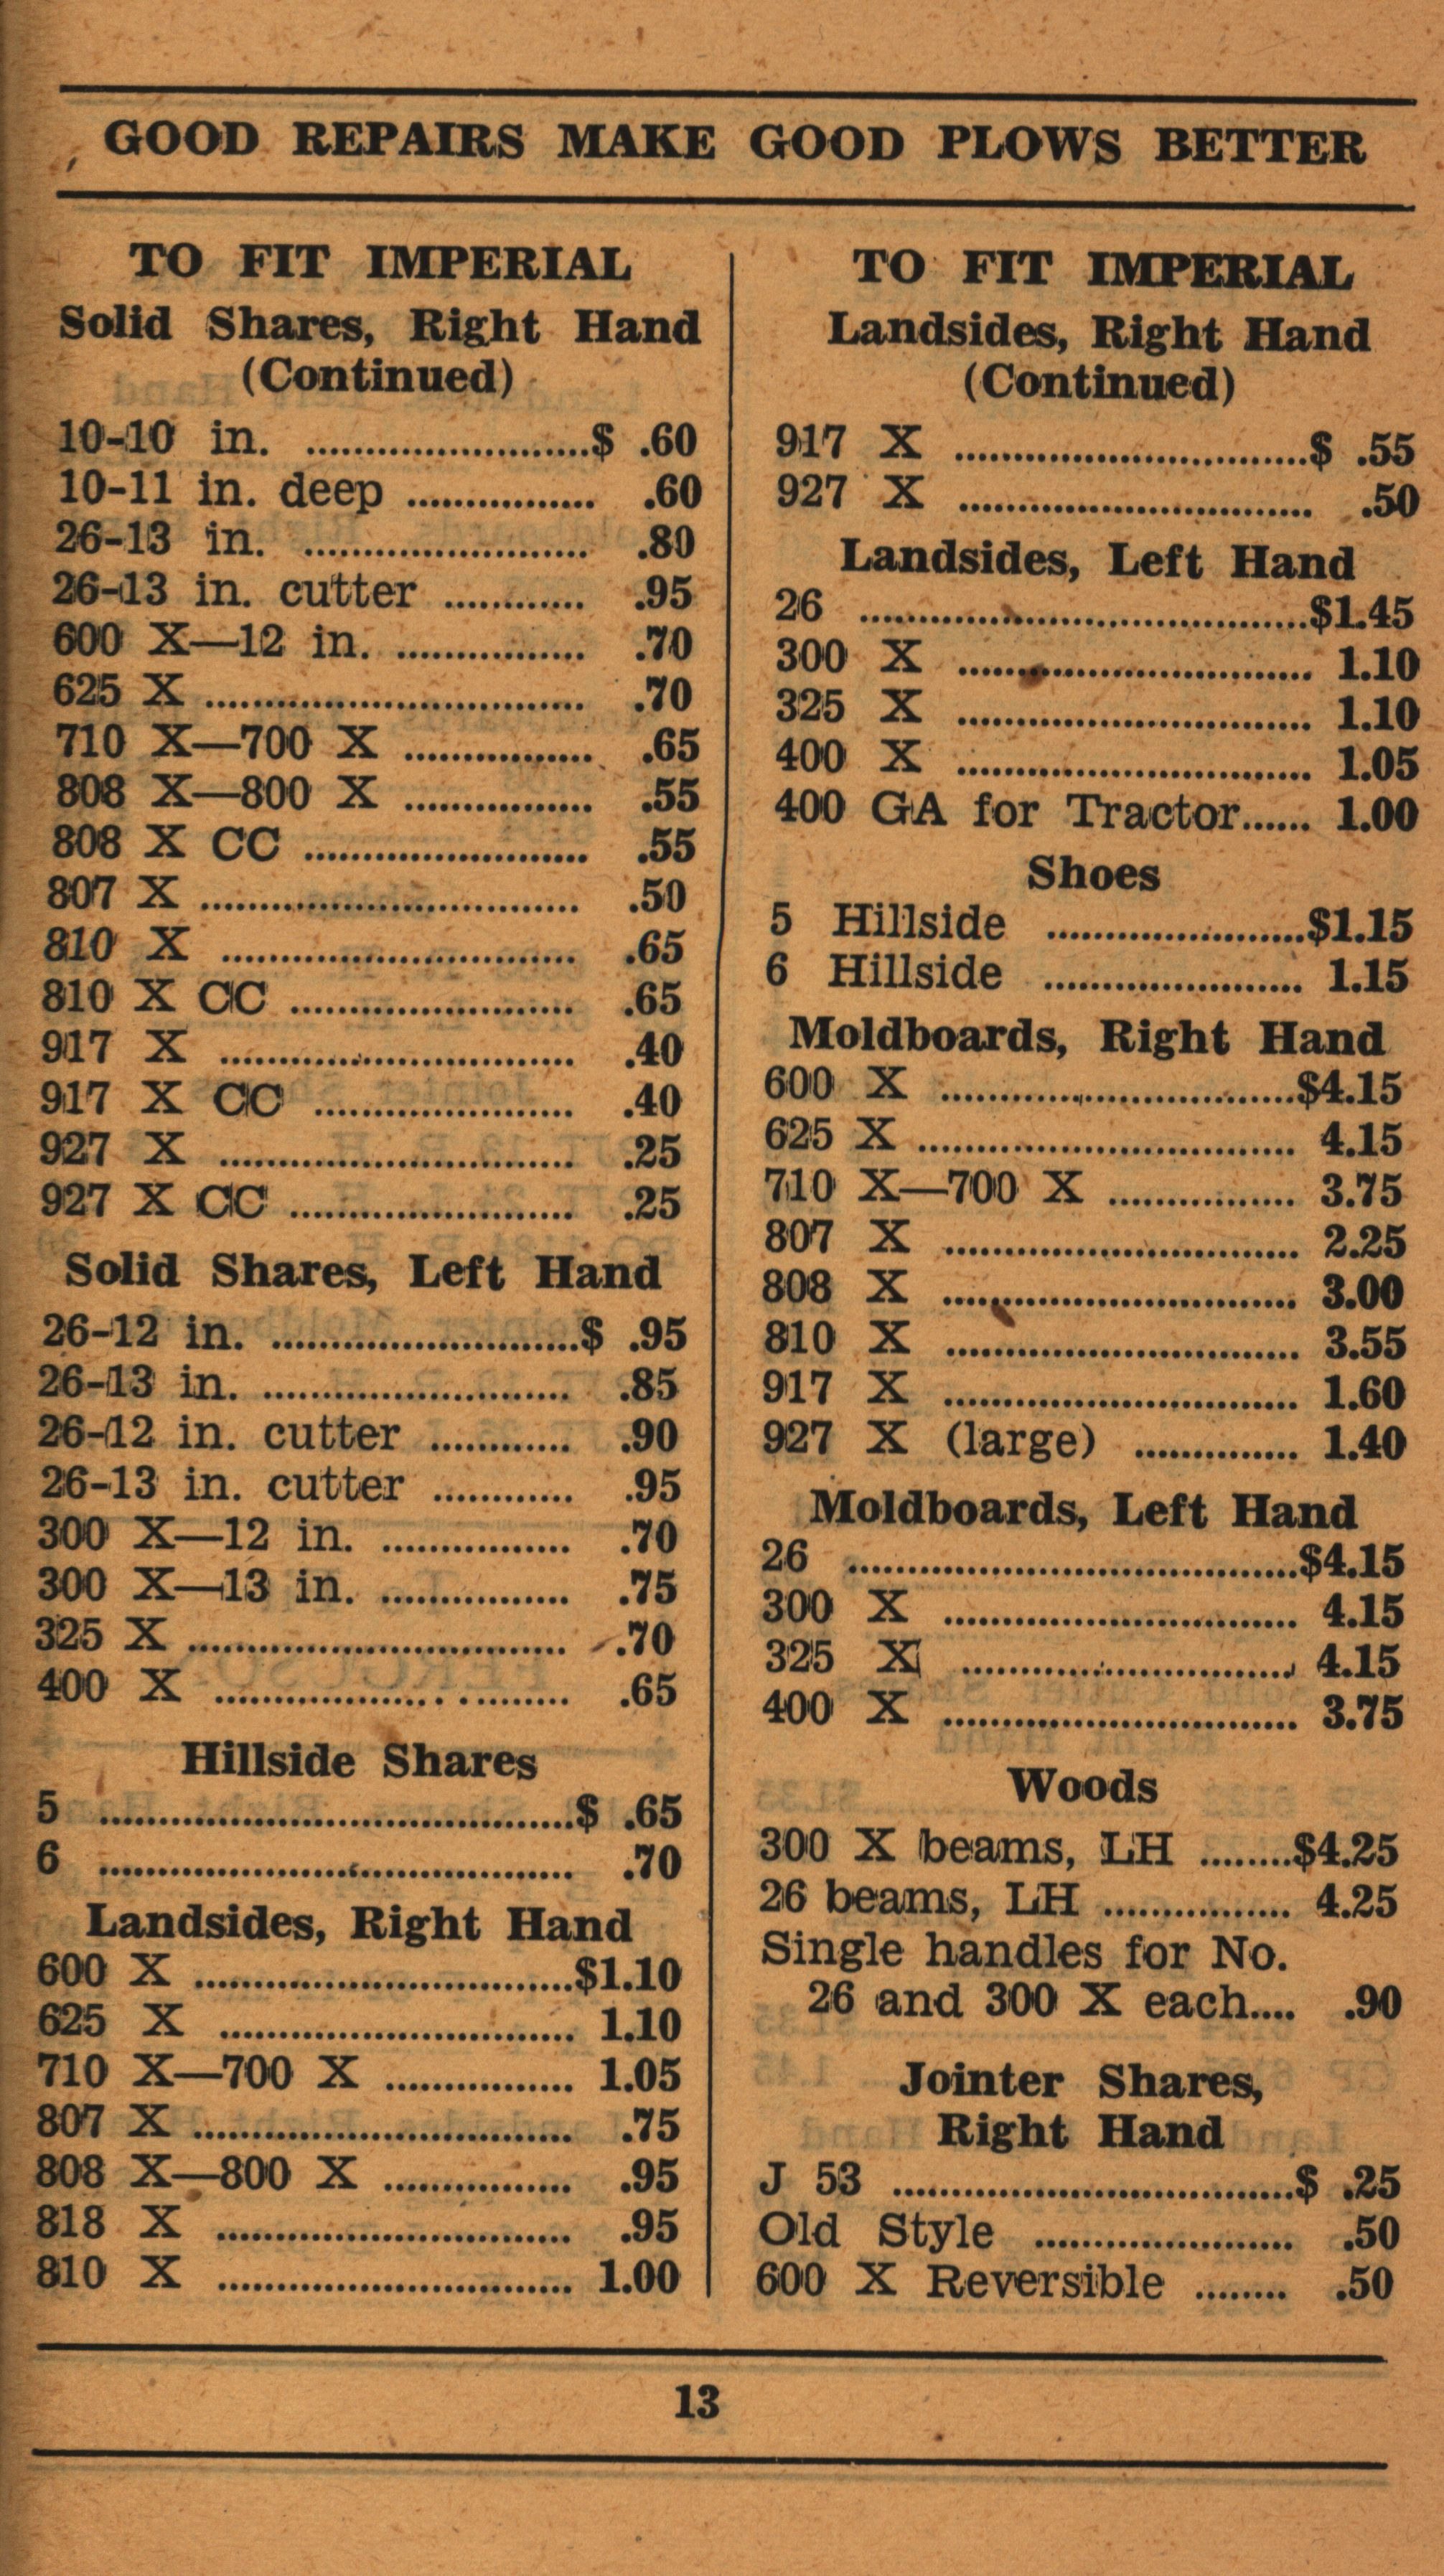 GOOD REPAIRS MAKE GOOD PLOWS BETTER
TO FIT IMPERIAL
Solid Shares, Right Hand
(Continued)
10-10 in. ........................$ .60
10-11 in. deep ................ .60
26-13 in. ........................ .80
26-13 in. cutter ............ .95
600 X—12 in. ................ .70
625 X ................................ .70
710 X—700 X ................ .65
808 X—800 X ................ .55
808 X CC ........................ .55
807 X ................................ .50
810 X .............................. .65
810 X CC ........................ .65
917 X .............................. .40
917 X CC ...................... .40
927 X .............................. .25
927 X CC ........................ .25
Solid Shares, Left Hand
26-12 in. ..........................$ .95
26-13 in. .......................... .85
26-12 in. cutter ............ .90
26-13 in. cutter ............ .95
300 X—12 in. ................ .70
300 X—13 in. ................ .75
325 X ................................ .70
400 X .............................. .65
Hillside Shares
5 ........................................$ .65
6 ........................................ .70
Landsides, Right Hand
600 X ................................$1.10
625 X .............................. 1.10
710 X—700 X ................ 1.05
807 X ................................ .75
808 X—800 X ................ .95
818 X .............................. .95
810 X .............................. 1.00
TO FIT IMPERIAL
Landsides, Right Hand
(Continued)
917 X ..............................$ .55
927 X .............................. .50
Landsides, Left Hand
26 ......................................$1.45
300 X .............................. 1.10
325 X .............................. 1.10
400 X .............................. 1.05
400 GA for Tractor...... 1.00
Shoes
5 Hillside ......................$1.15
6 Hillside ...................... 1.15
Moldboards, Right Hand
600 X ..............................$4.15
625 X ................................ 4.15
710 X—700 X ................ 3.75
807 X .............................. 2.25
808 X .............................. 3.00
810 X .............................. 3.55
917 X .............................. 1.60
927 X (large) .............. 1.40
Moldboards, Left Hand
26 ......................................$4.15
300 X .............................. 4.15
325 X ............................ 4.15
400 X .............................. 3.75
Woods
300 X beams, LH ........$4.25
26 beams, LH ................ 4.25
Single handles for No.
26 and 300 X each.... .90
Jointer Shares,
Right Hand
J 53 ..................................$ .25
Old Style ...................... .50
600 X Reversible ........ .50
13